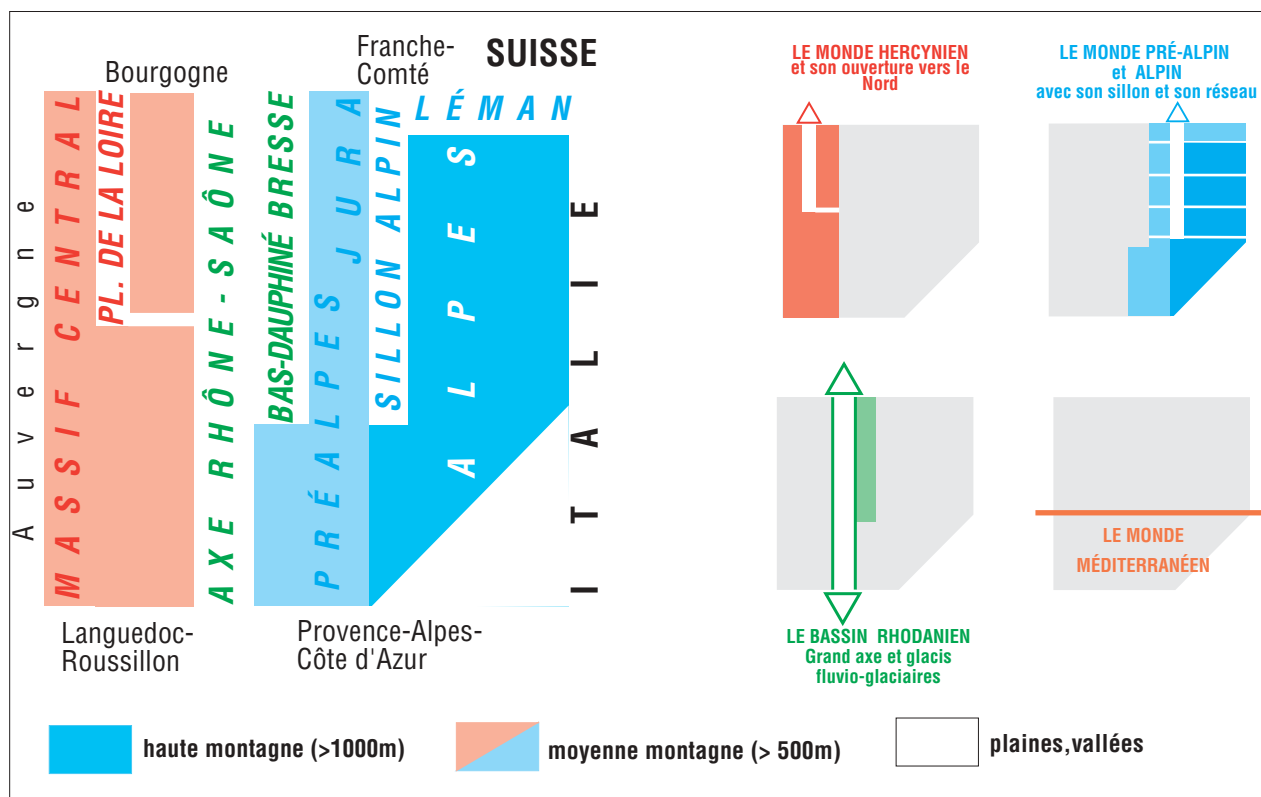 Bourgogne
Franche-
Comté
SUISSE
Auvergne
MASSIF CENTRAL
PL. DE LA LOIRE
AXE RHÔNE-SAÔNE
BAS-DAUPHINÉ BRESSE
PRÉALPES JURA
SILLON ALPIN
LÉMAN
ALPES
ITALIE
Languedoc-
Roussillon
Provence-Alpes-
Côte d'Azur
LE MONDE HERCYNIEN
et son ouverture vers le
Nord
LE MONDE PRÉ-ALPIN
et ALPIN
avec son sillon et son réseau
LE BASSIN RHODANIEN
Grand axe et glacis
fluvio-glaciaires
LE MONDE
MÉDITERRANÉEN
haute montagne (>1000m)
moyenne montagne (> 500m)
plaines,vallées